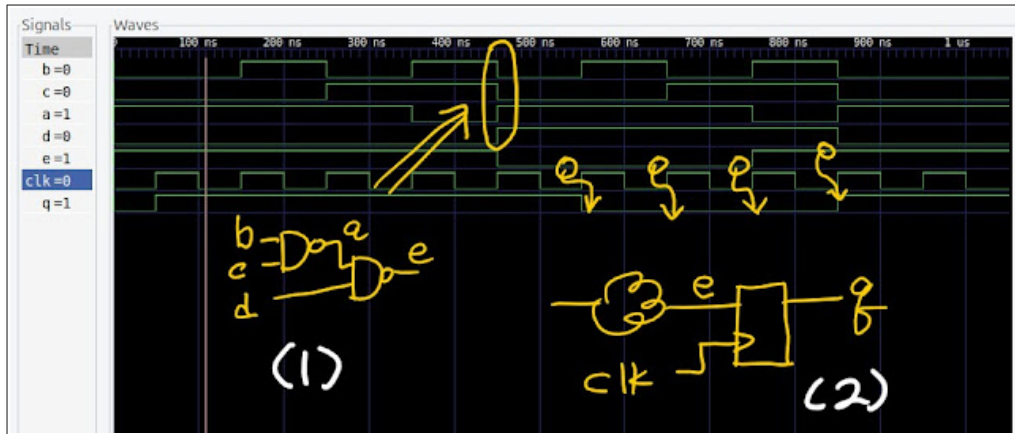 Signals
Waves
Time
100 ns 200 ns 300 ns 400 ns 500 ns 600 ns 700 ns 800 ns 900 ns 1 us
b=0
c=0
a=1
d=0
e=1
clk=0
q=1
b
a
e
c
d
e
q
clk
(1)
(2)